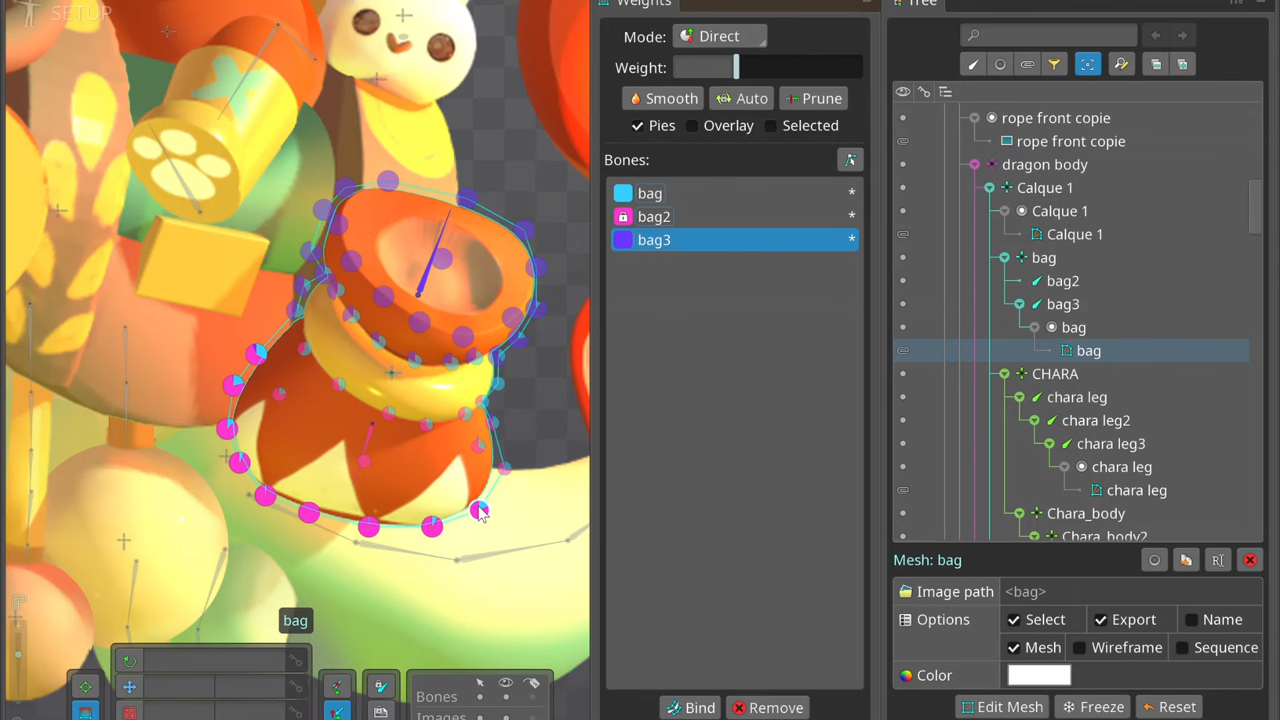 SETUP
Weights
Tree
Mode: Direct
Weight:
Smooth Auto Prune
Pies Overlay Selected
Bones:
bag *
bag2 *
bag3 *
rope front copie
rope front copie
dragon body
Calque 1
Calque 1
Calque 1
bag
bag2
bag3
bag
bag
CHARA
chara leg
chara leg2
chara leg3
chara leg
chara leg
Chara_body
Chara_body2
Mesh: bag
Image path <bag>
Options Select Export Name
Mesh Wireframe Sequence
Color
Edit Mesh Freeze Reset
Bind Remove
bag
Bones
Images